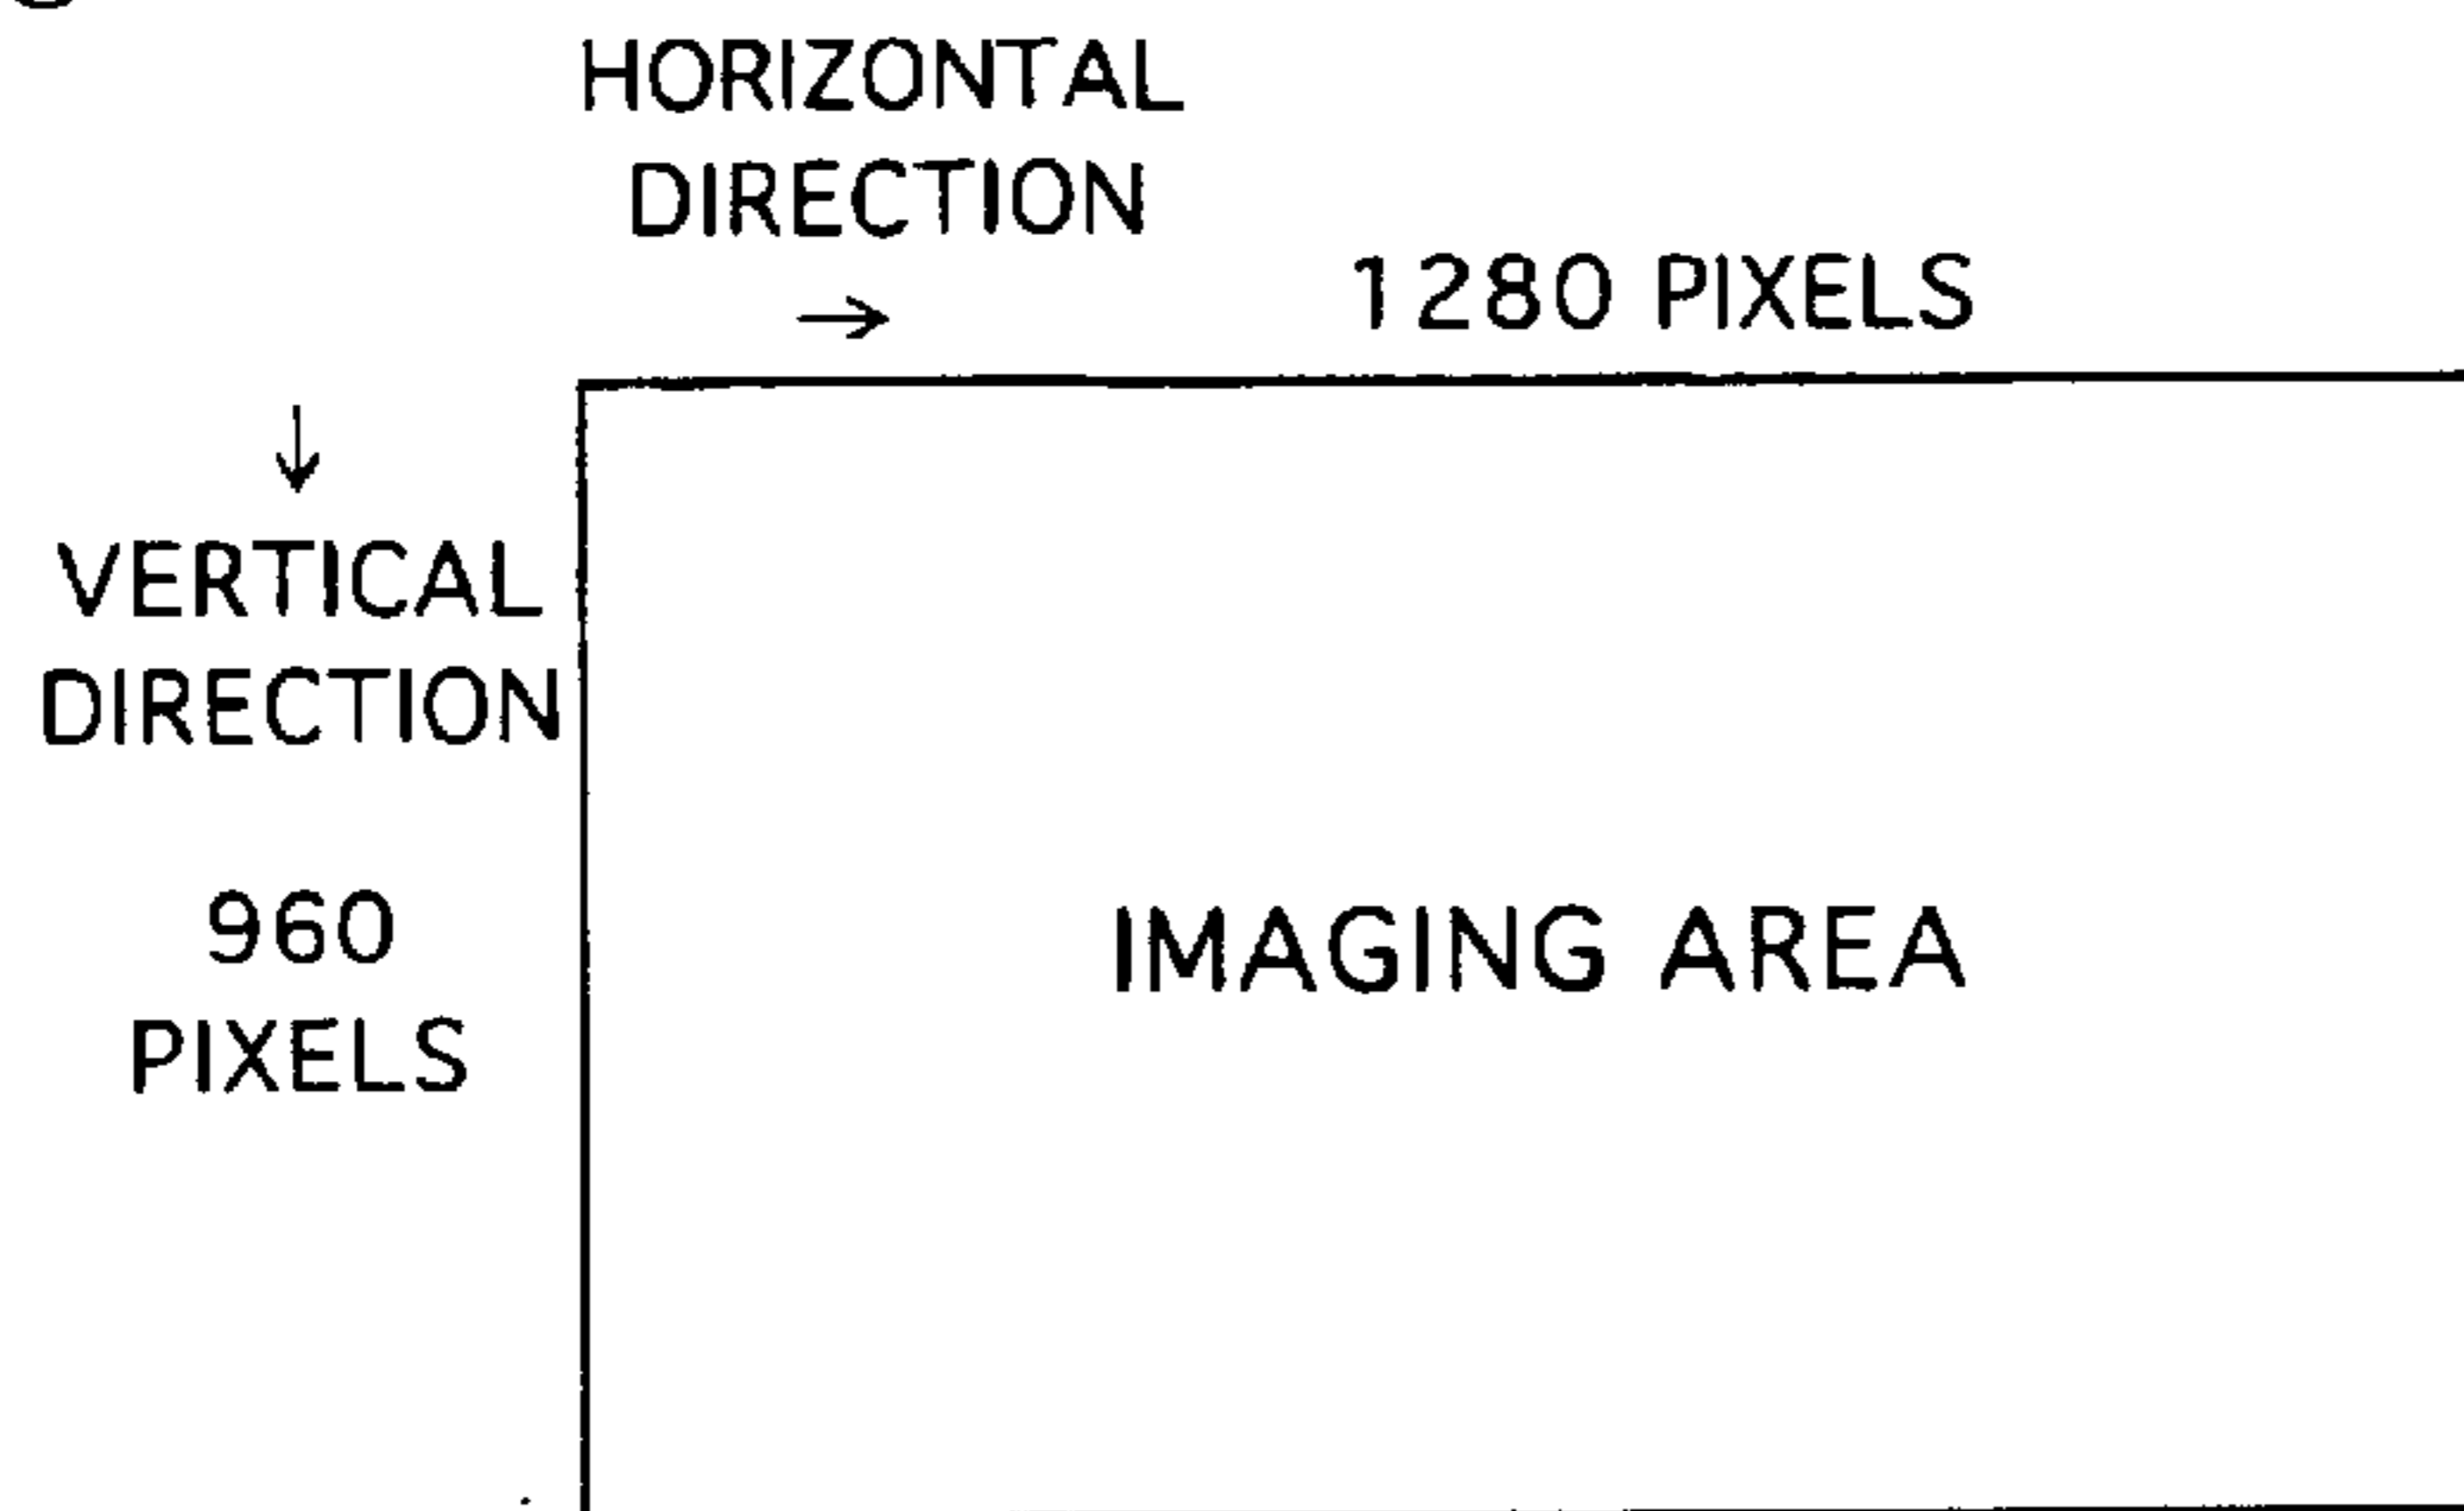 HORIZONTAL
DIRECTION
1280 PIXELS
→
↓
VERTICAL
DIRECTION
960
PIXELS
IMAGING AREA